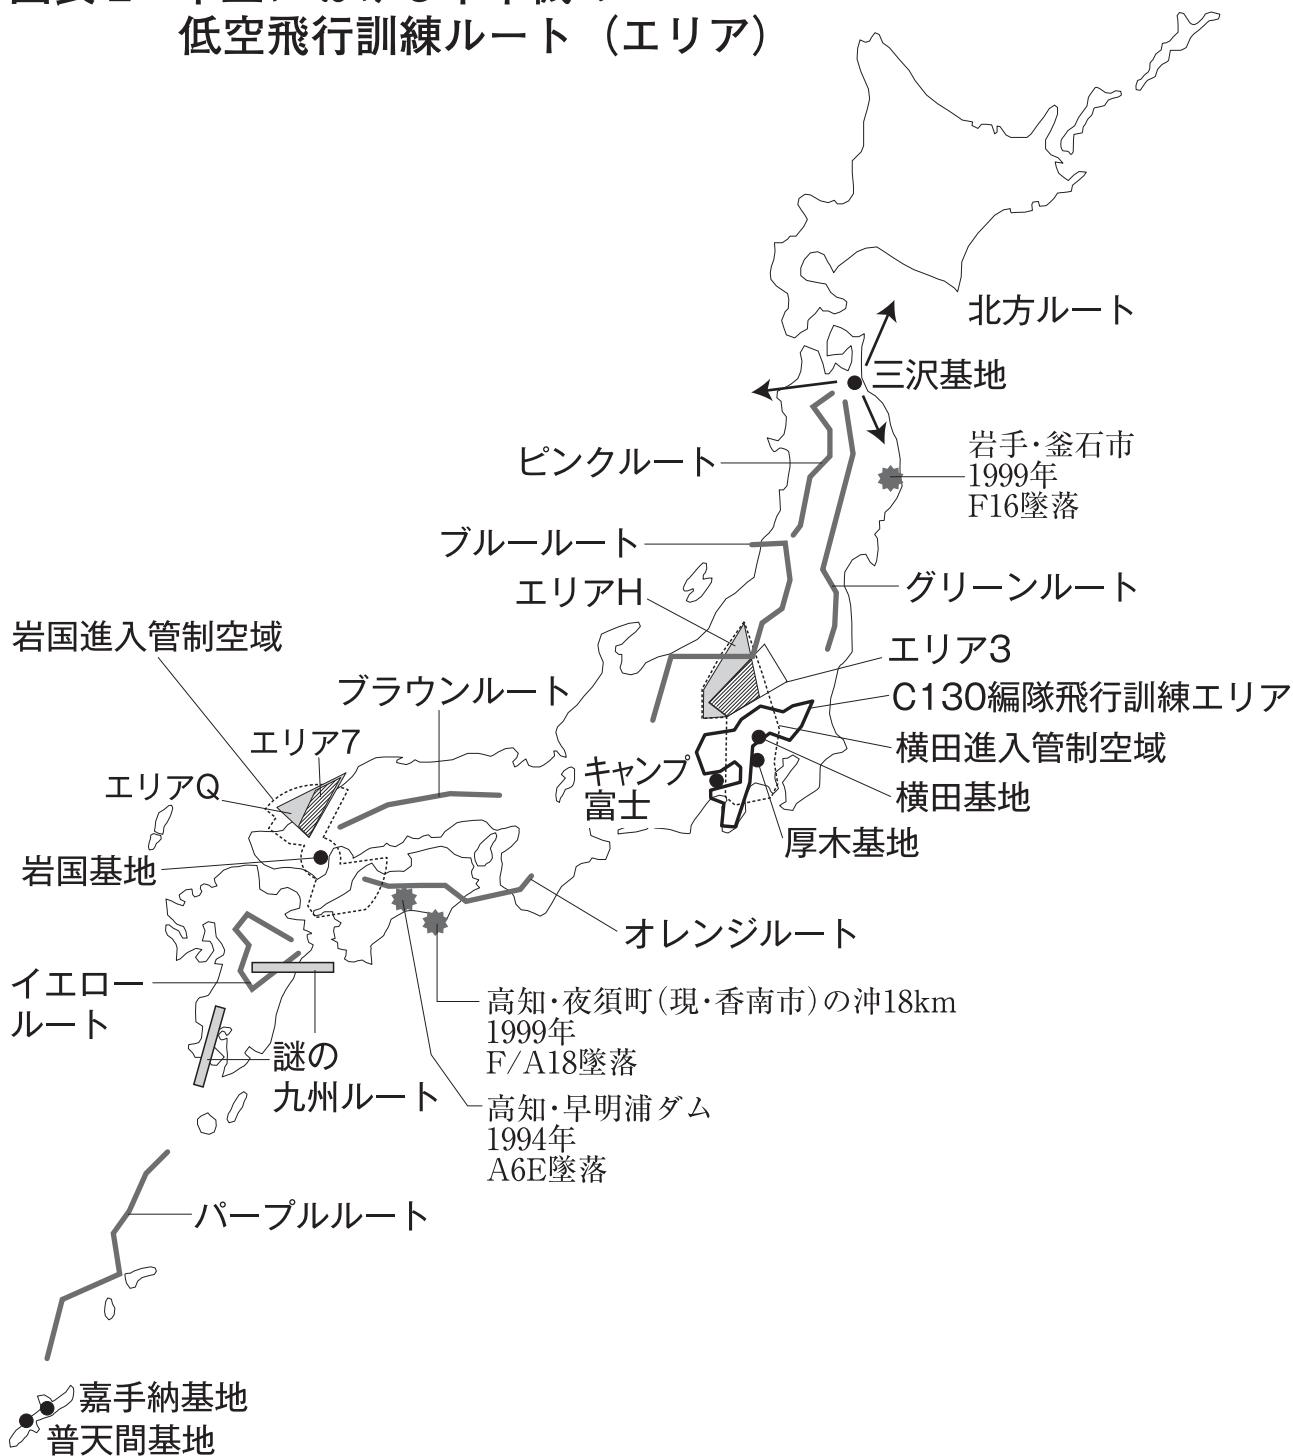 低空飛行訓練ルート（エリア）
北方ルート
三沢基地
岩手・釜石市
1999年
F16墜落
ピンクルート
ブルールート
エリアH
グリーンルート
岩国進入管制空域
エリア3
ブラウンルート
C130編隊飛行訓練エリア
エリア7
横田進入管制空域
キャンプ
富士
エリアQ
横田基地
厚木基地
岩国基地
オレンジルート
イエロー
ルート
高知・夜須町（現・香南市）の沖18km
1999年
F/A18墜落
謎の
九州ルート
高知・早明浦ダム
1994年
A6E墜落
パープルルート
嘉手納基地
普天間基地